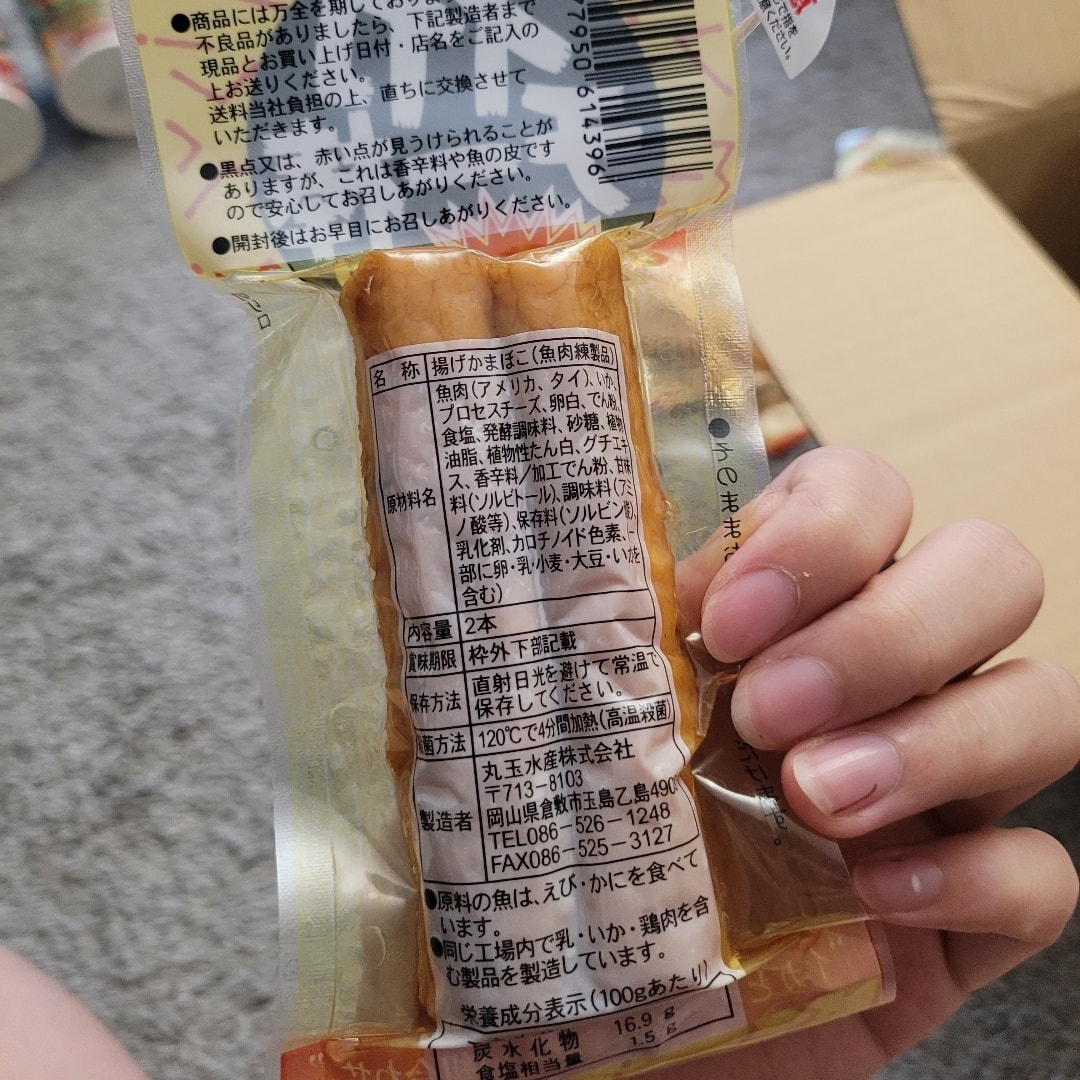 ●商品には万全を期しておりま
不良品がありましたら、下記製造者まで
現品とお買い上げ日付・店名をご記入の
上お送りください。
送料当社負担の上、直ちに交換させて
いただきます。
●黒点又は、赤い点が見うけられることが
ありますが、これは香辛料や魚の皮です
ので安心してお召しあがりください。
●開封後はお早目にお召しあがりください。
77950 614396
ください。
名 称 揚げかまぼこ(魚肉練製品)
原材料名
魚肉(アメリカ、タイ)、いか、
プロセスチーズ、卵白、でん粉、
食塩、発酵調味料、砂糖、植物
油脂、植物性たん白、グチエキ
ス、香辛料/加工でん粉、甘味
料(ソルビトール)、調味料(アミ
ノ酸等)、保存料(ソルビン酸)、
乳化剤、カロチノイド色素、(一
部に卵・乳・小麦・大豆・いかを
含む)
内容量 2本
賞味期限 枠外下部記載
保存方法 直射日光を避けて常温で
保存してください。
殺菌方法 120℃で4分間加熱(高温殺菌)
製造者
丸玉水産株式会社
〒713-8103
岡山県倉敷市玉島乙島490
TEL086-526-1248
FAX086-525-3127
●原料の魚は、えび・かにを食べて
います。
●同じ工場内で乳・いか・鶏肉を含
む製品を製造しています。
栄養成分表示(100gあたり)
炭水化物 16.9 g
食塩相当量 1.5 g